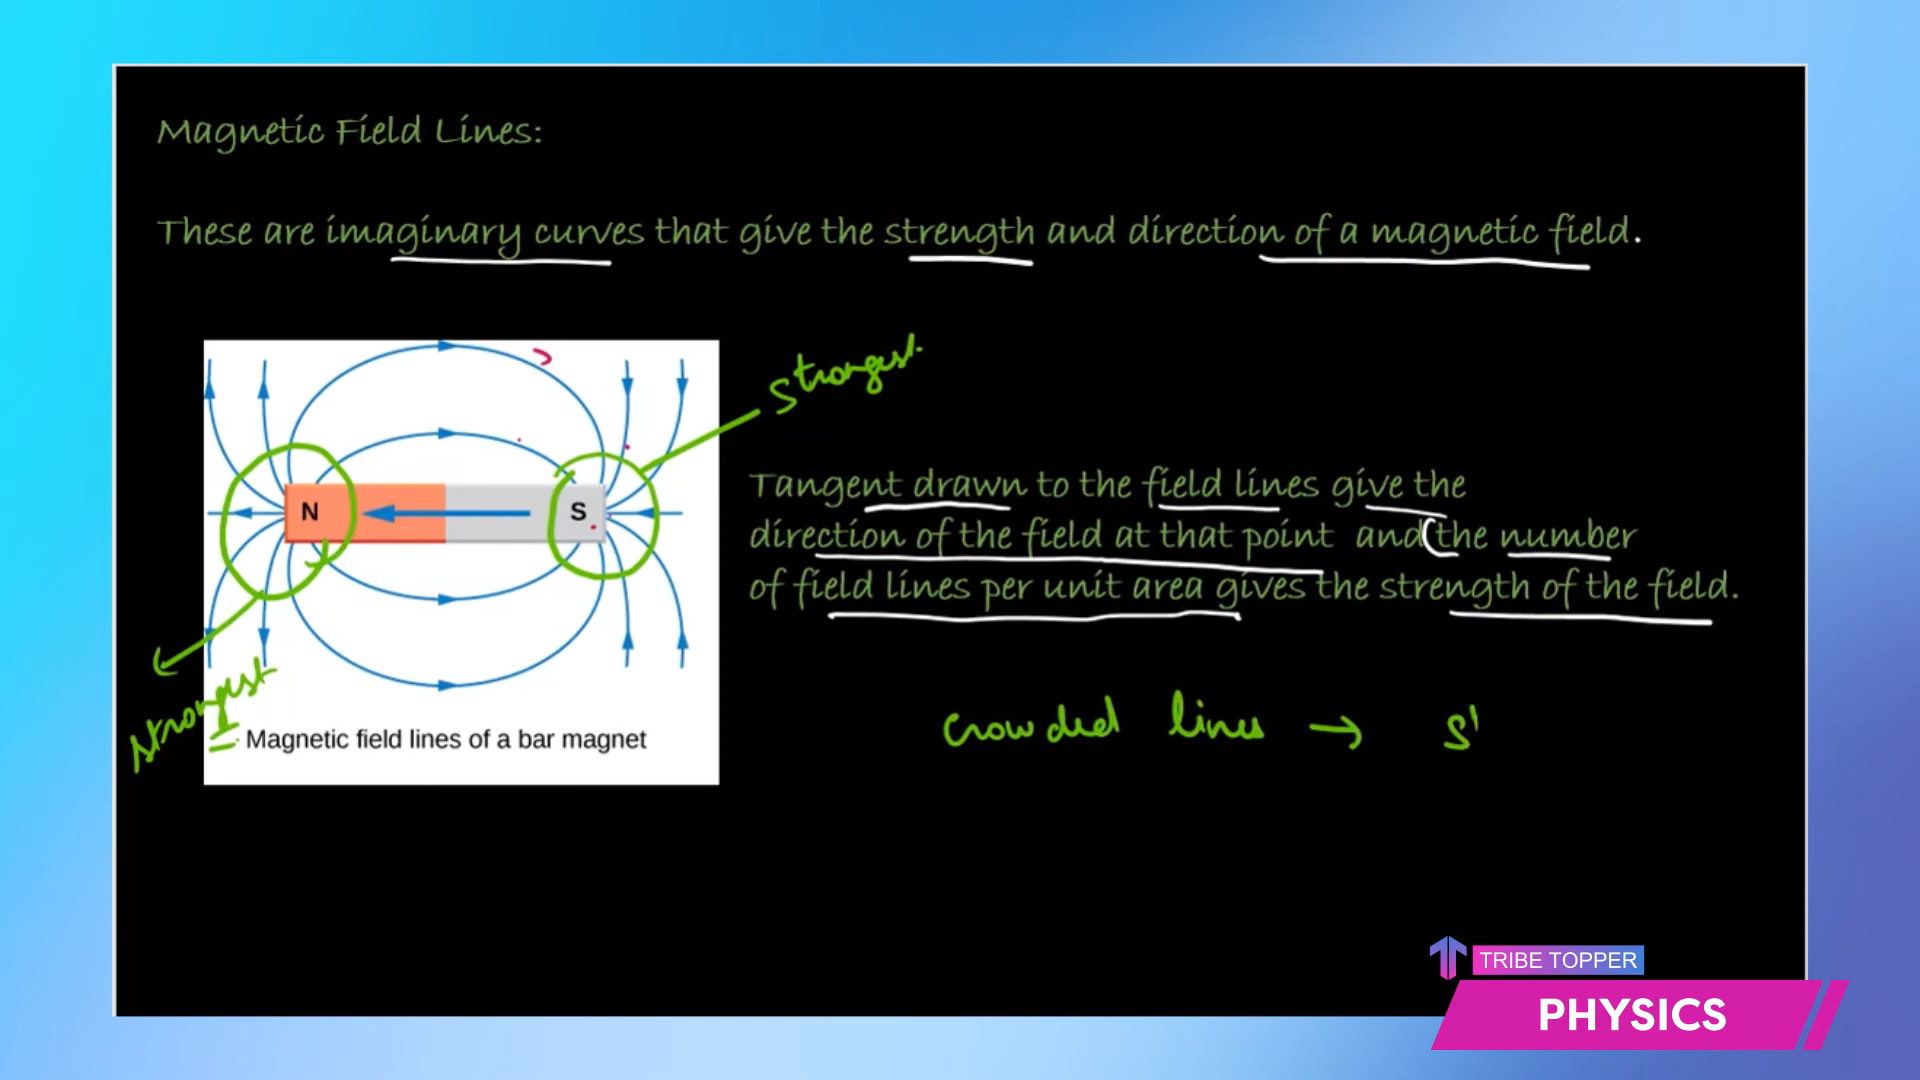 Magnetic Field Lines:
These are imaginary curves that give the strength and direction of a magnetic field.
Strongest
N
S
Tangent drawn to the field lines give the
direction of the field at that point and the number
of field lines per unit area gives the strength of the field.
strongest
Magnetic field lines of a bar magnet
crowded lines → s
TRIBE TOPPER
PHYSICS